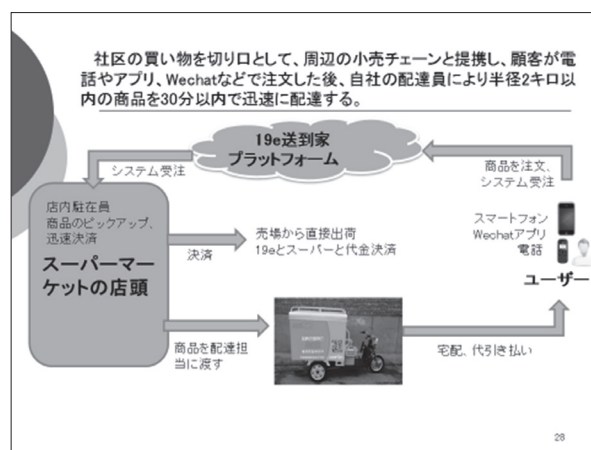 社区の買い物を切り口として、周辺の小売チェーンと提携し、顧客が電
話やアプリ、Wechatなどで注文した後、自社の配達員により半径2キロ以
内の商品を30分以内で迅速に配達する。
19e送到家
プラットフォーム
システム受注
商品を注文、
システム受注
店内駐在員
商品のピックアップ、
迅速決済
スーパーマー
ケットの店頭
決済
売場から直接出荷
19eとスーパーと代金決済
スマートフォン
Wechatアプリ
電話
ユーザー
商品を配達担
当に渡す
宅配、代引き払い
28